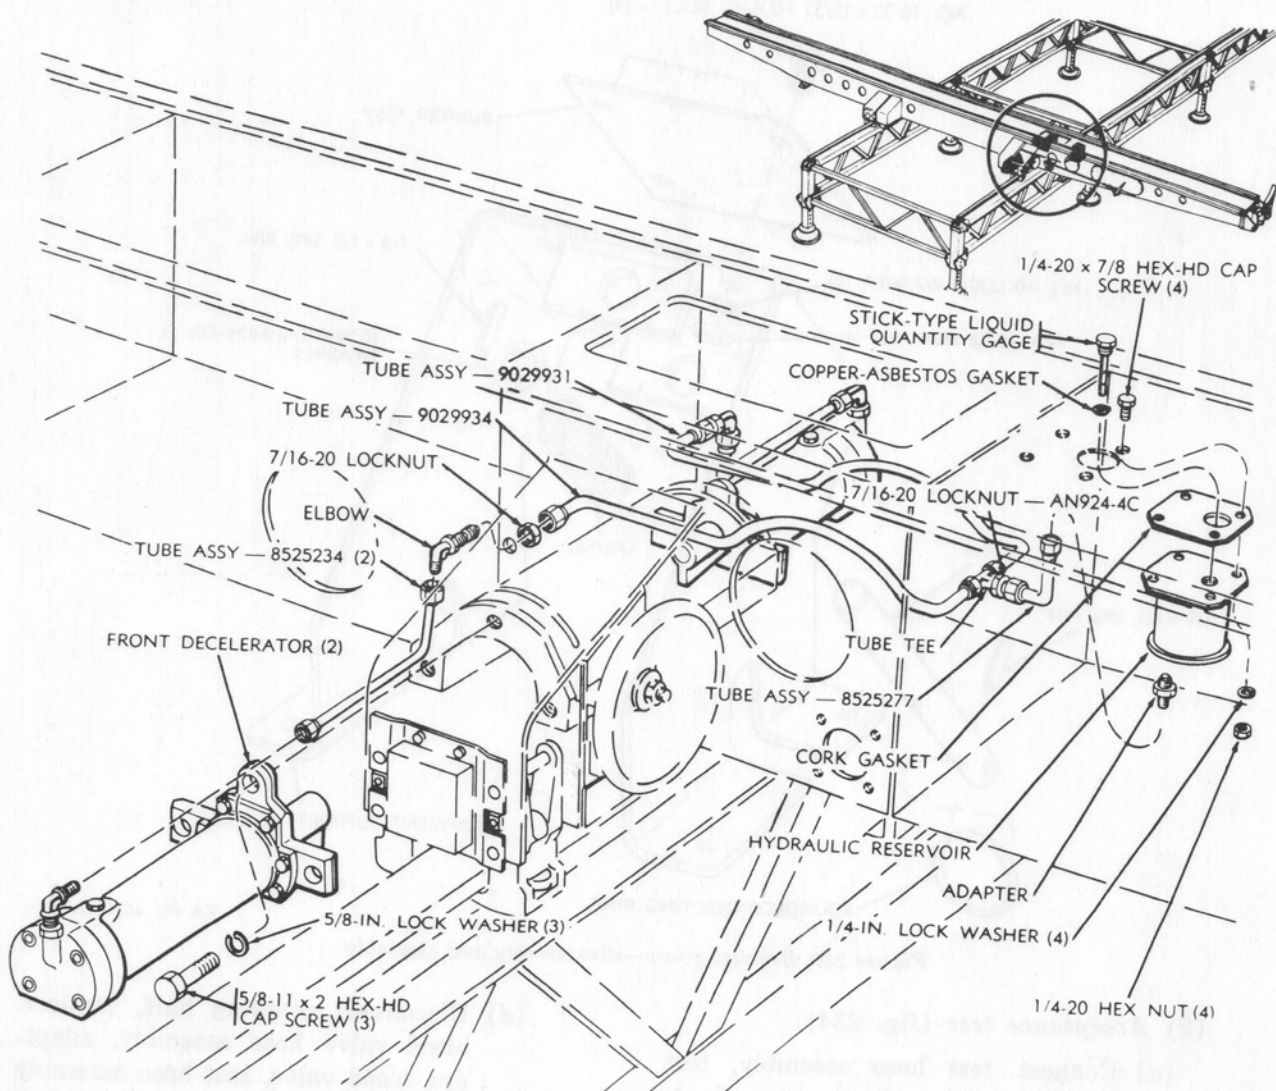 1/4-20 x 7/8 HEX-HD CAP
SCREW (4)
STICK-TYPE LIQUID
QUANTITY GAGE
COPPER-ASBESTOS GASKET
TUBE ASSY — 9029931
TUBE ASSY — 9029934
7/16-20 LOCKNUT
7/16-20 LOCKNUT — AN924-4C
ELBOW
TUBE ASSY — 8525234 (2)
FRONT DECELERATOR (2)
TUBE TEE
TUBE ASSY — 8525277
CORK GASKET
HYDRAULIC RESERVOIR
ADAPTER
5/8-IN. LOCK WASHER (3)
1/4-IN. LOCK WASHER (4)
5/8-11 x 2 HEX-HD
CAP SCREW (3)
1/4-20 HEX NUT (4)